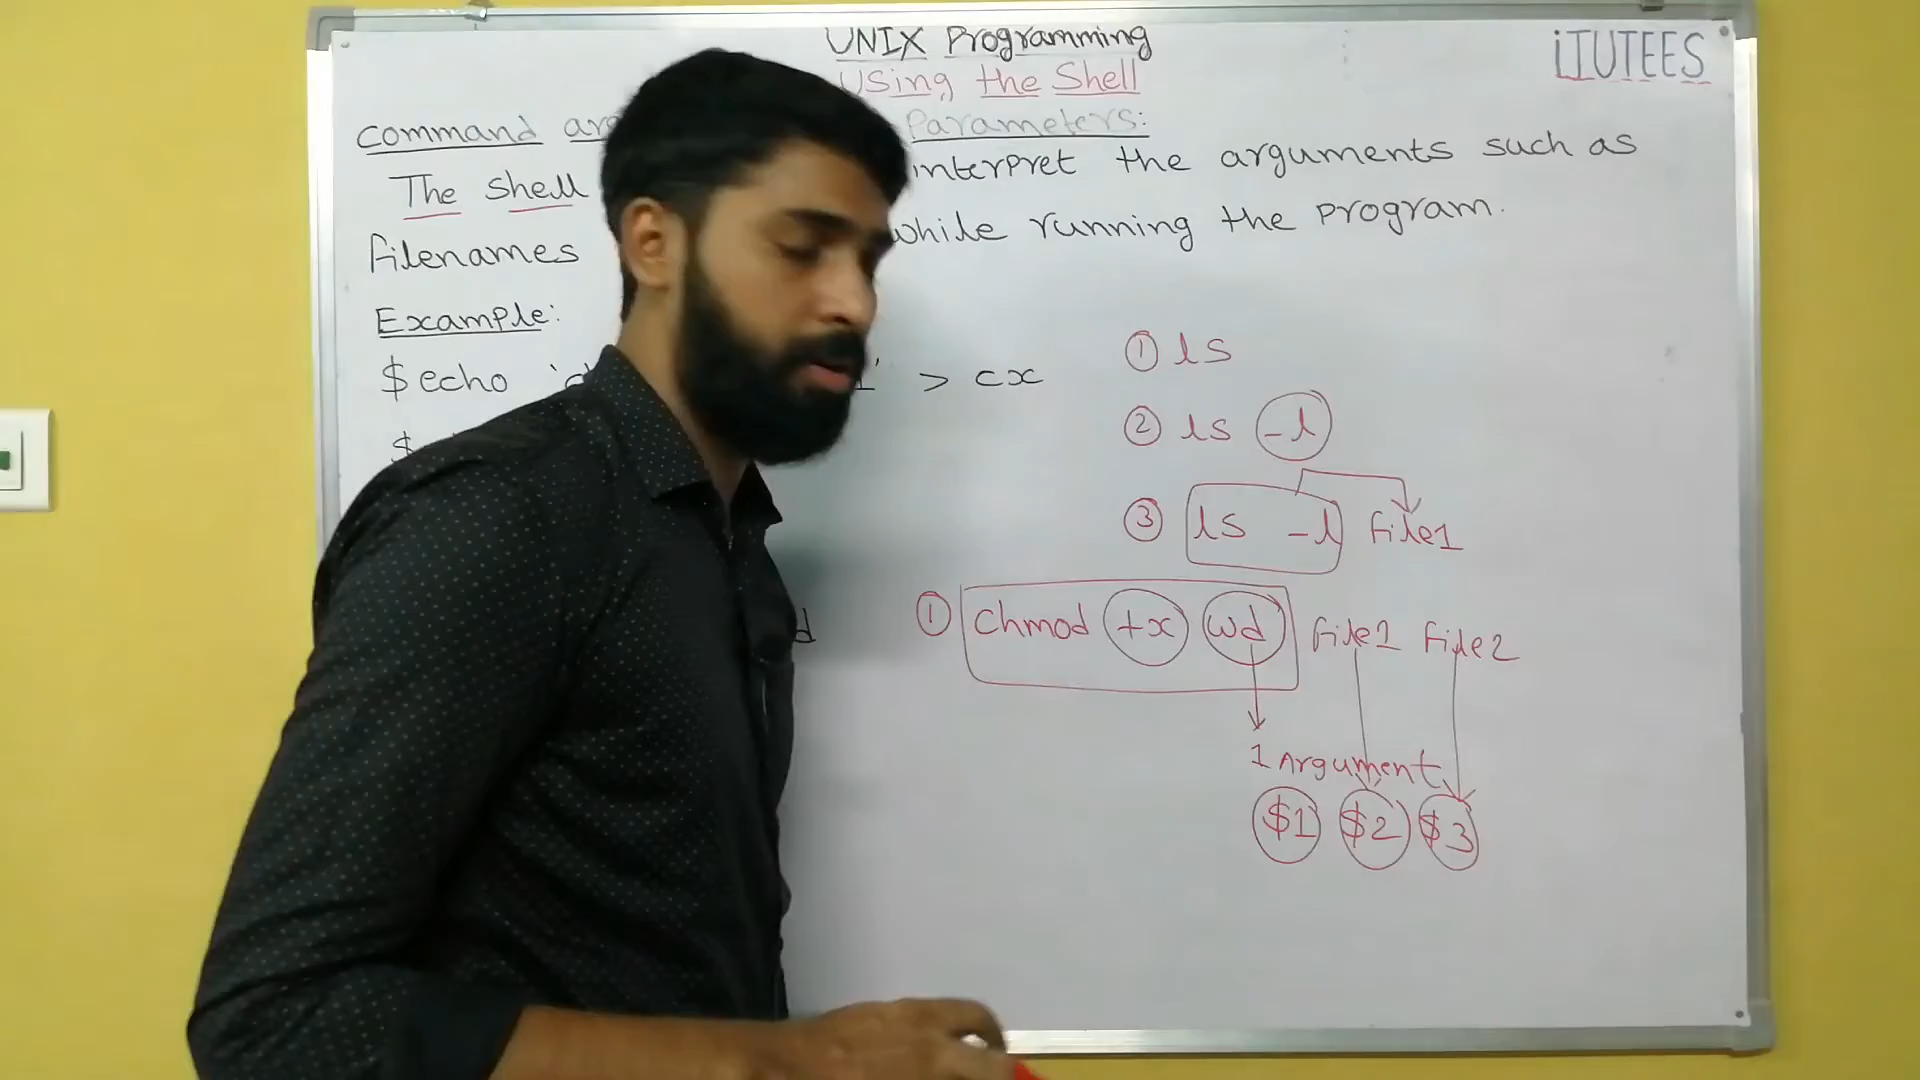 UNIX Programming
iTUTEES
Using the Shell
Command Parameters:
The Shell interpret the arguments such as
filenames while running the program.
Example:
$ echo > cx
$
① ls
② ls -l
③ ls -l file1
① chmod +x wd file1 file2
1 Argument
$1 $2 $3